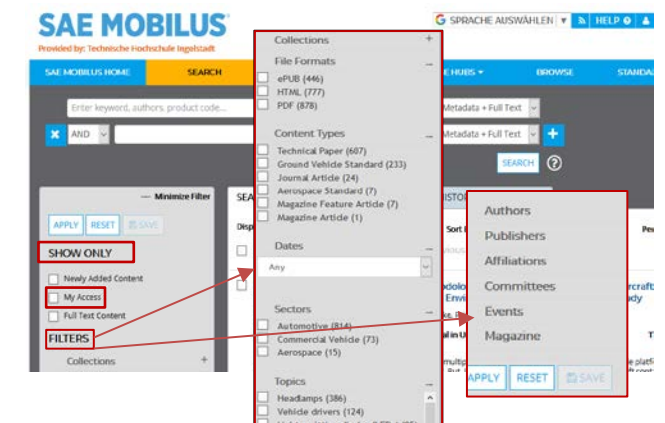 SAE MOBILUS
Provided by: Technische Hochschule Ingolstadt
G SPRACHE AUSWÄHLEN ▼
HELP
SAE MOBILUS HOME
SEARCH
E HUBS
BROWSE
STANDA
Enter keyword, authors, product code...
Metadata + Full Text
AND
Metadata + Full Text
SEARCH
— Minimize Filter
APPLY
RESET
SAVE
SHOW ONLY
Newly Added Content
My Access
Full Text Content
FILTERS
Collections +
SEA
Disp
Collections +
File Formats
ePUB (446)
HTML (777)
PDF (878)
Content Types
Technical Paper (607)
Ground Vehicle Standard (233)
Journal Article (24)
Aerospace Standard (7)
Magazine Feature Article (7)
Magazine Article (1)
Dates
Any
Sectors
Automotive (814)
Commercial Vehicle (73)
Aerospace (15)
Topics
Headlamps (386)
Vehicle drivers (124)
HISTO
Sort
Authors
Publishers
Affiliations
Committees
Events
Magazine
APPLY
RESET
SAVE